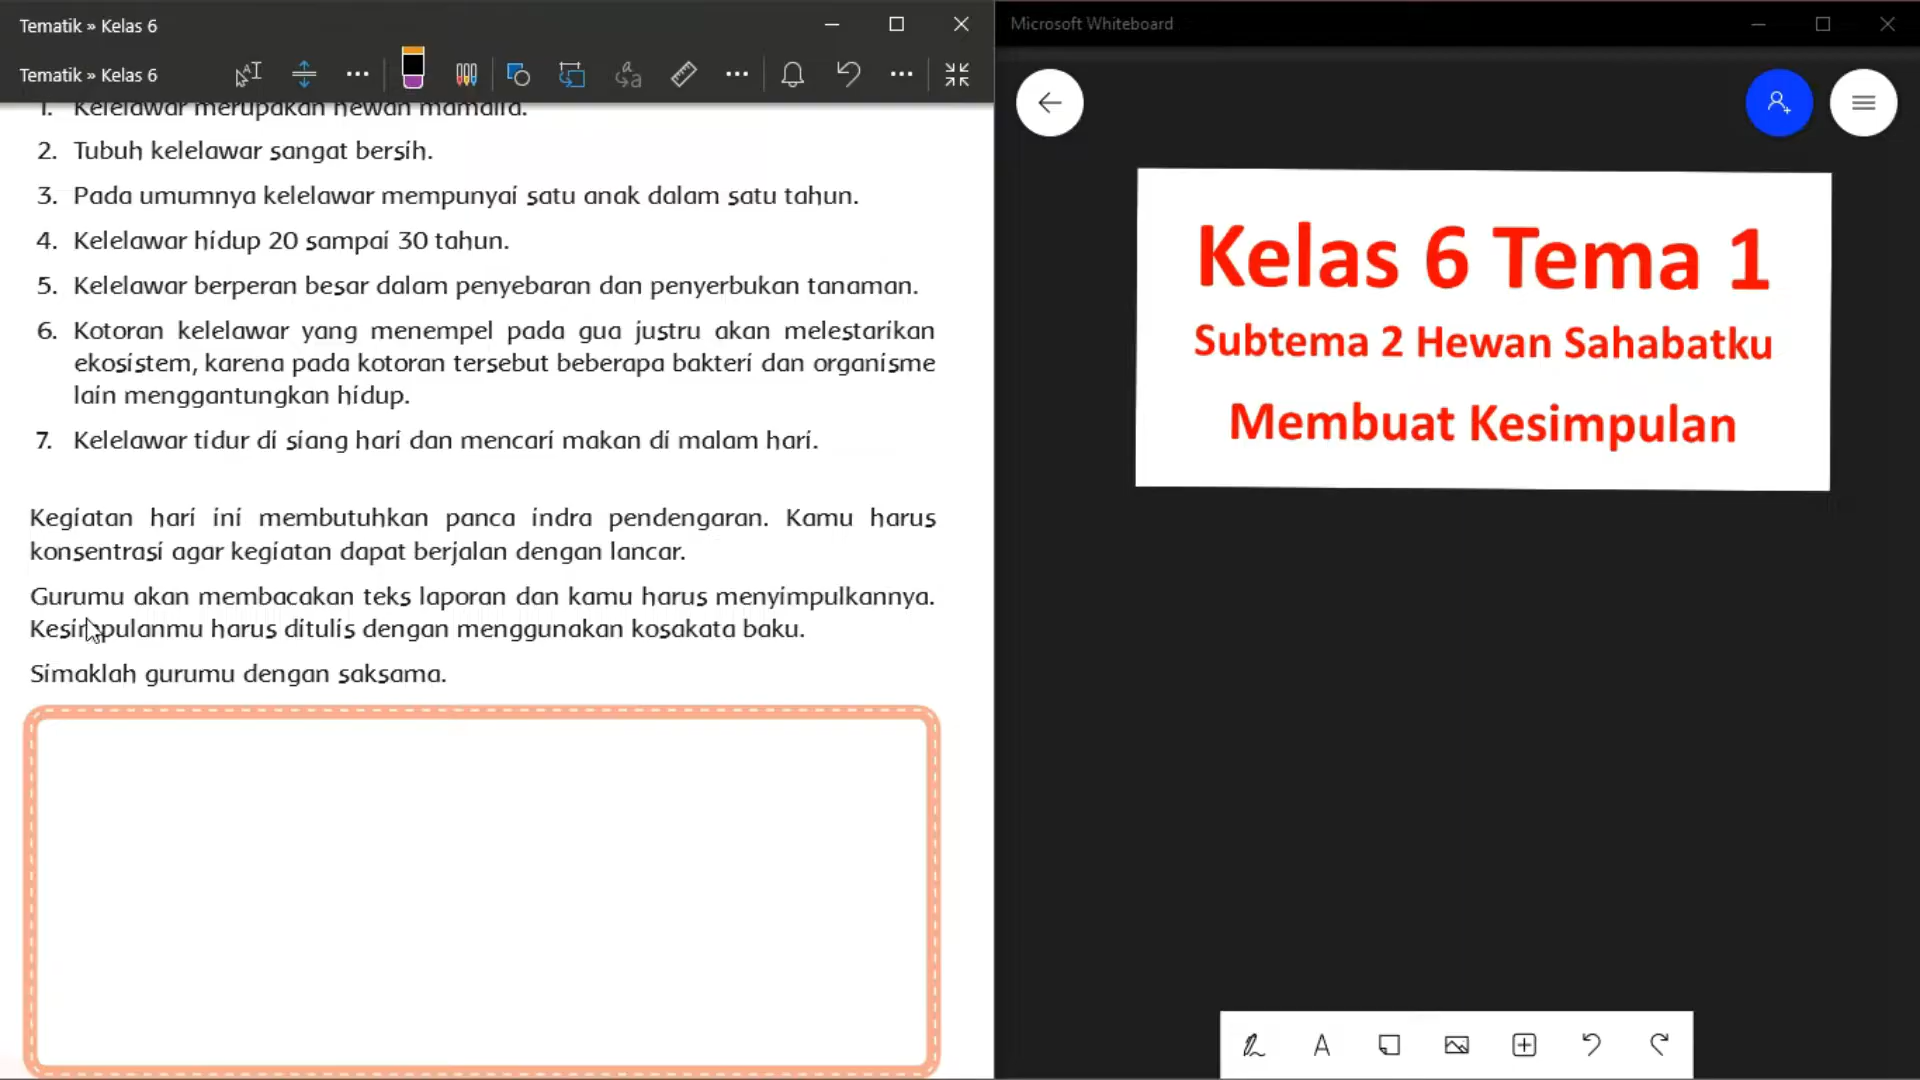 Tematik » Kelas 6
Tematik » Kelas 6
1. Kelelawar merupakan hewan mamalia.
2. Tubuh kelelawar sangat bersih.
3. Pada umumnya kelelawar mempunyai satu anak dalam satu tahun.
4. Kelelawar hidup 20 sampai 30 tahun.
5. Kelelawar berperan besar dalam penyebaran dan penyerbukan tanaman.
6. Kotoran kelelawar yang menempel pada gua justru akan melestarikan
ekosistem, karena pada kotoran tersebut beberapa bakteri dan organisme
lain menggantungkan hidup.
7. Kelelawar tidur di siang hari dan mencari makan di malam hari.
Kegiatan hari ini membutuhkan panca indra pendengaran. Kamu harus
konsentrasi agar kegiatan dapat berjalan dengan lancar.
Gurumu akan membacakan teks laporan dan kamu harus menyimpulkannya.
Kesimpulanmu harus ditulis dengan menggunakan kosakata baku.
Simaklah gurumu dengan saksama.
Microsoft Whiteboard
Kelas 6 Tema 1
Subtema 2 Hewan Sahabatku
Membuat Kesimpulan